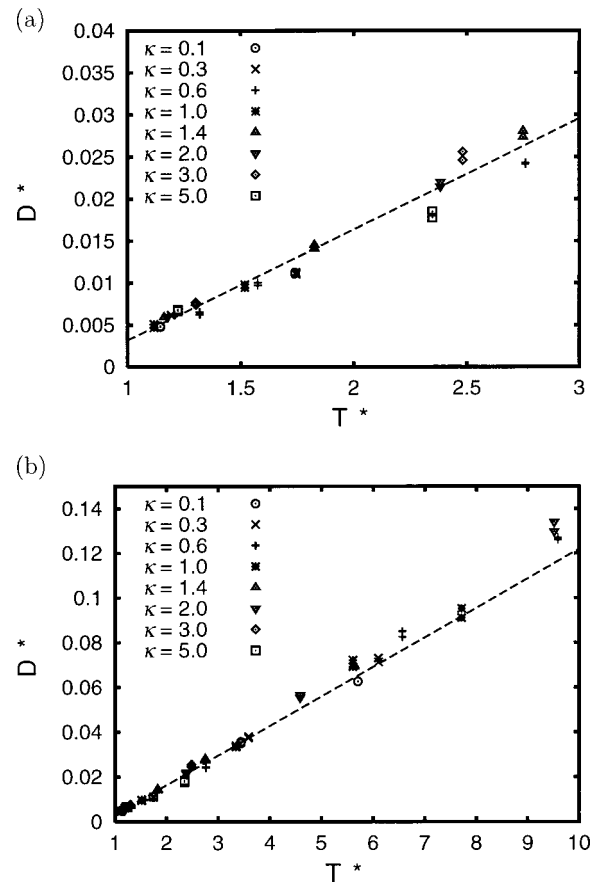 (a)
0.04
0.035
0.03
0.025
0.02
0.015
0.01
0.005
0
D *
κ = 0.1
κ = 0.3
κ = 0.6
κ = 1.0
κ = 1.4
κ = 2.0
κ = 3.0
κ = 5.0
1 1.5 2 2.5 3
T *
(b)
0.14
0.12
0.1
0.08
0.06
0.04
0.02
0
D *
κ = 0.1
κ = 0.3
κ = 0.6
κ = 1.0
κ = 1.4
κ = 2.0
κ = 3.0
κ = 5.0
1 2 3 4 5 6 7 8 9 10
T *